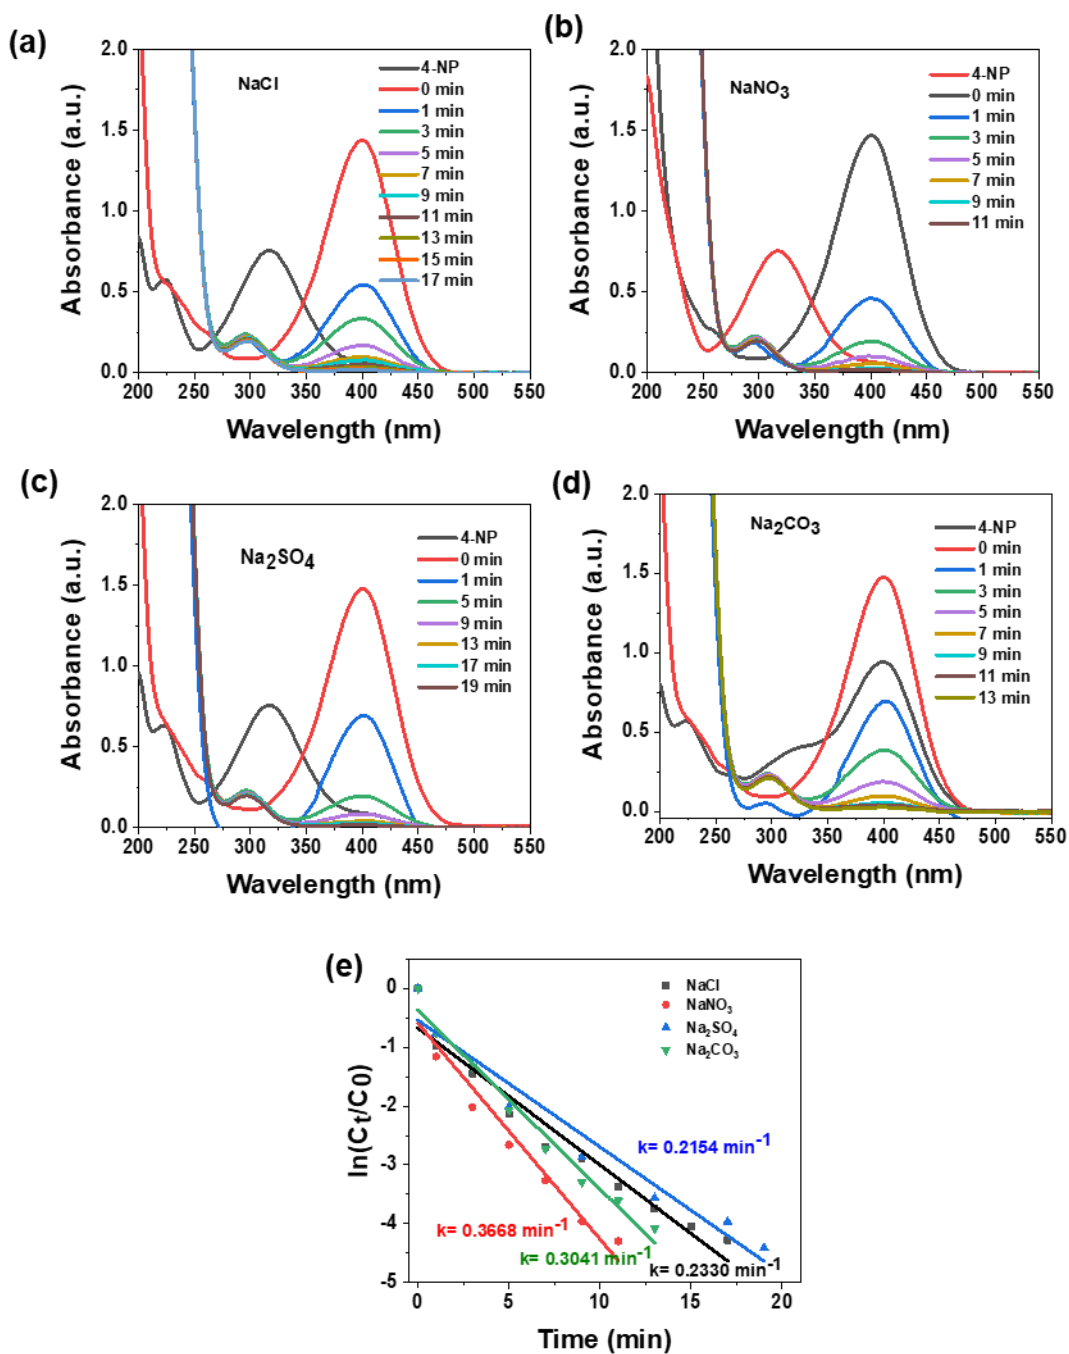 (a)
2.0
1.5
1.0
0.5
0.0
Absorbance (a.u.)
NaCl
4-NP
0 min
1 min
3 min
5 min
7 min
9 min
11 min
13 min
15 min
17 min
200 250 300 350 400 450 500 550
Wavelength (nm)
(b)
2.0
1.5
1.0
0.5
0.0
Absorbance (a.u.)
NaNO₃
4-NP
0 min
1 min
3 min
5 min
7 min
9 min
11 min
200 250 300 350 400 450 500 550
Wavelength (nm)
(c)
2.0
1.5
1.0
0.5
0.0
Absorbance (a.u.)
Na₂SO₄
4-NP
0 min
1 min
5 min
9 min
13 min
17 min
19 min
200 250 300 350 400 450 500 550
Wavelength (nm)
(d)
2.0
1.5
1.0
0.5
0.0
Absorbance (a.u.)
Na₂CO₃
4-NP
0 min
1 min
3 min
5 min
7 min
9 min
11 min
13 min
200 250 300 350 400 450 500 550
Wavelength (nm)
(e)
0
-1
-2
-3
-4
-5
ln(Ct/C0)
NaCl
NaNO₃
Na₂SO₄
Na₂CO₃
k= 0.2154 min⁻¹
k= 0.3668 min⁻¹
k= 0.3041 min⁻¹
k= 0.2330 min⁻¹
0 5 10 15 20
Time (min)